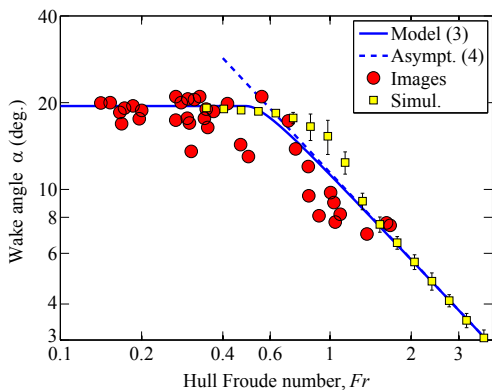 Model (3)
Asympt. (4)
Images
Simul.
Wake angle α (deg.)
30
20
10
8
6
4
3
0.1 0.2 0.4 0.6 1 2 3
Hull Froude number, Fr